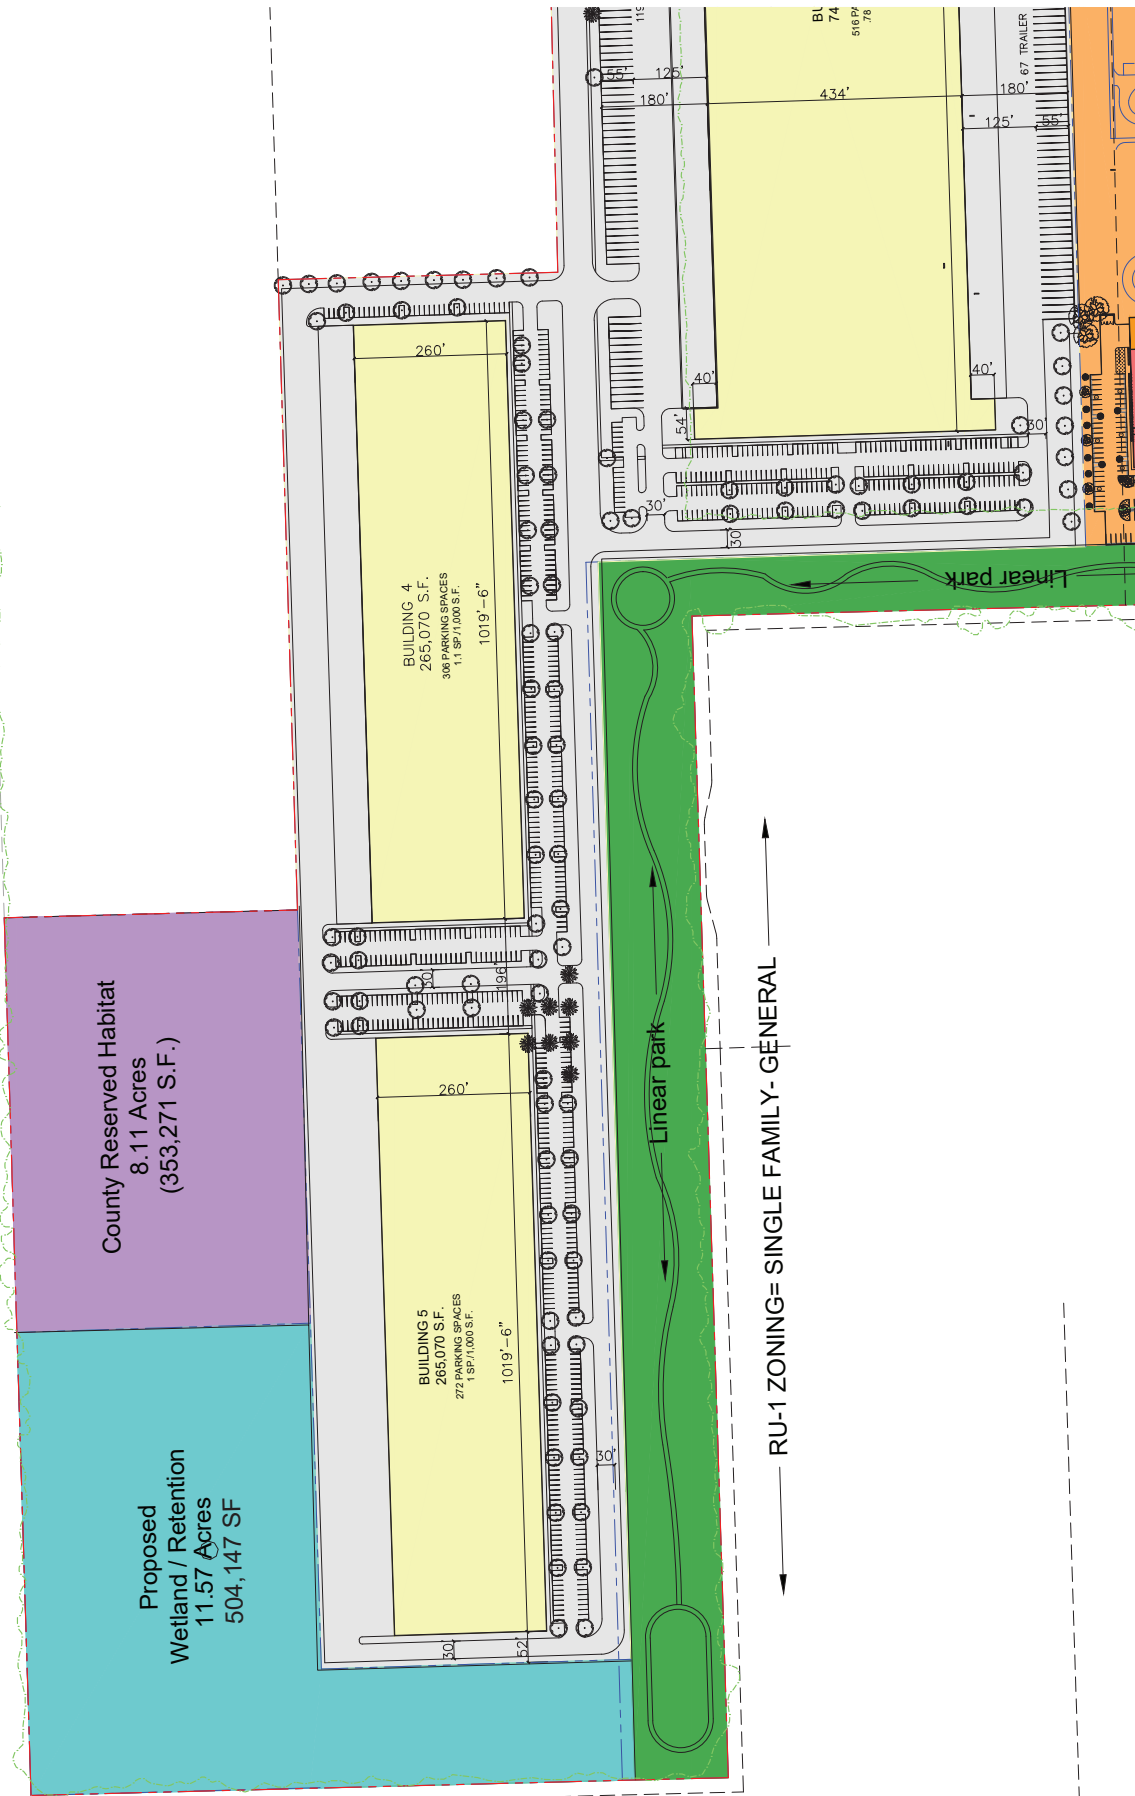 BU
74
516 PA
.78
119
67 TRAILER
55'
125'
180'
434'
180'
125'
55'
40'
40'
54'
30'
30'
30'
Linear park
260'
BUILDING 4
265,070 S.F.
306 PARKING SPACES
1.1 SP./1,000 S.F.
1019'-6"
County Reserved Habitat
8.11 Acres
(353,271 S.F.)
30'
196'
260'
Linear park
RU-1 ZONING= SINGLE FAMILY- GENERAL
BUILDING 5
265,070 S.F.
272 PARKING SPACES
1 SP./1,000 S.F.
1019'-6"
Proposed
Wetland / Retention
11.57 Acres
504,147 SF
30'
30'
52'